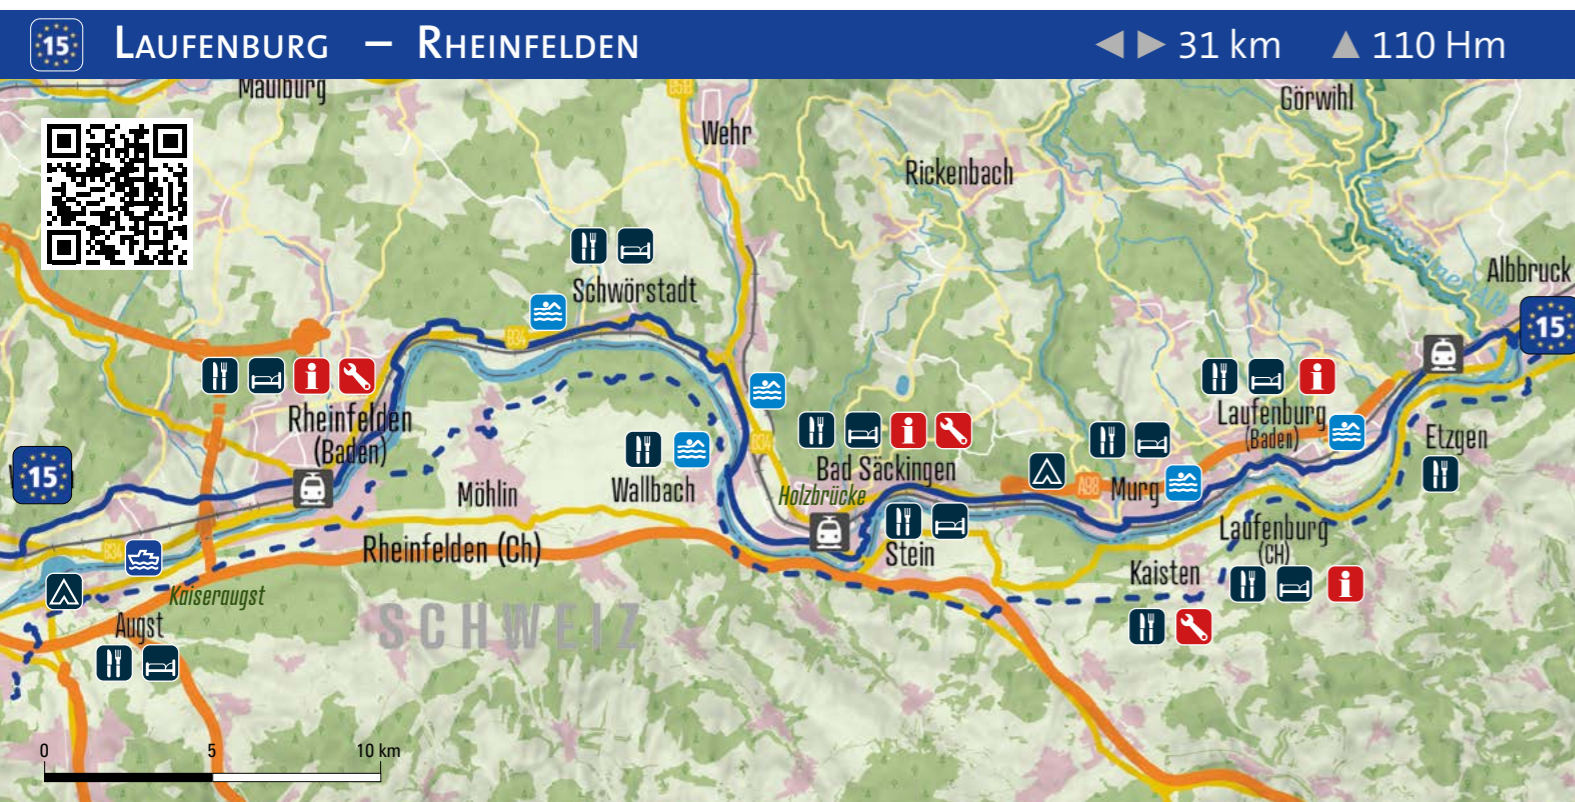 15 LAUFENBURG – RHEINFELDEN 31 km 110 Hm
Maulburg
B518
Wehr
Görwihl
Rickenbach
Albbruck
15
Schwörstadt
B34
Rheinfelden
(Baden)
Laufenburg
(Baden)
Etzgen
B34
15
Möhlin
Wallbach
Bad Säckingen
Holzbrücke
A98
Murg
Rheinfelden (Ch)
Stein
Laufenburg
(CH)
B34
Kaiseraugst
Kaisten
Augst
SCHWEIZ
0 5 10 km